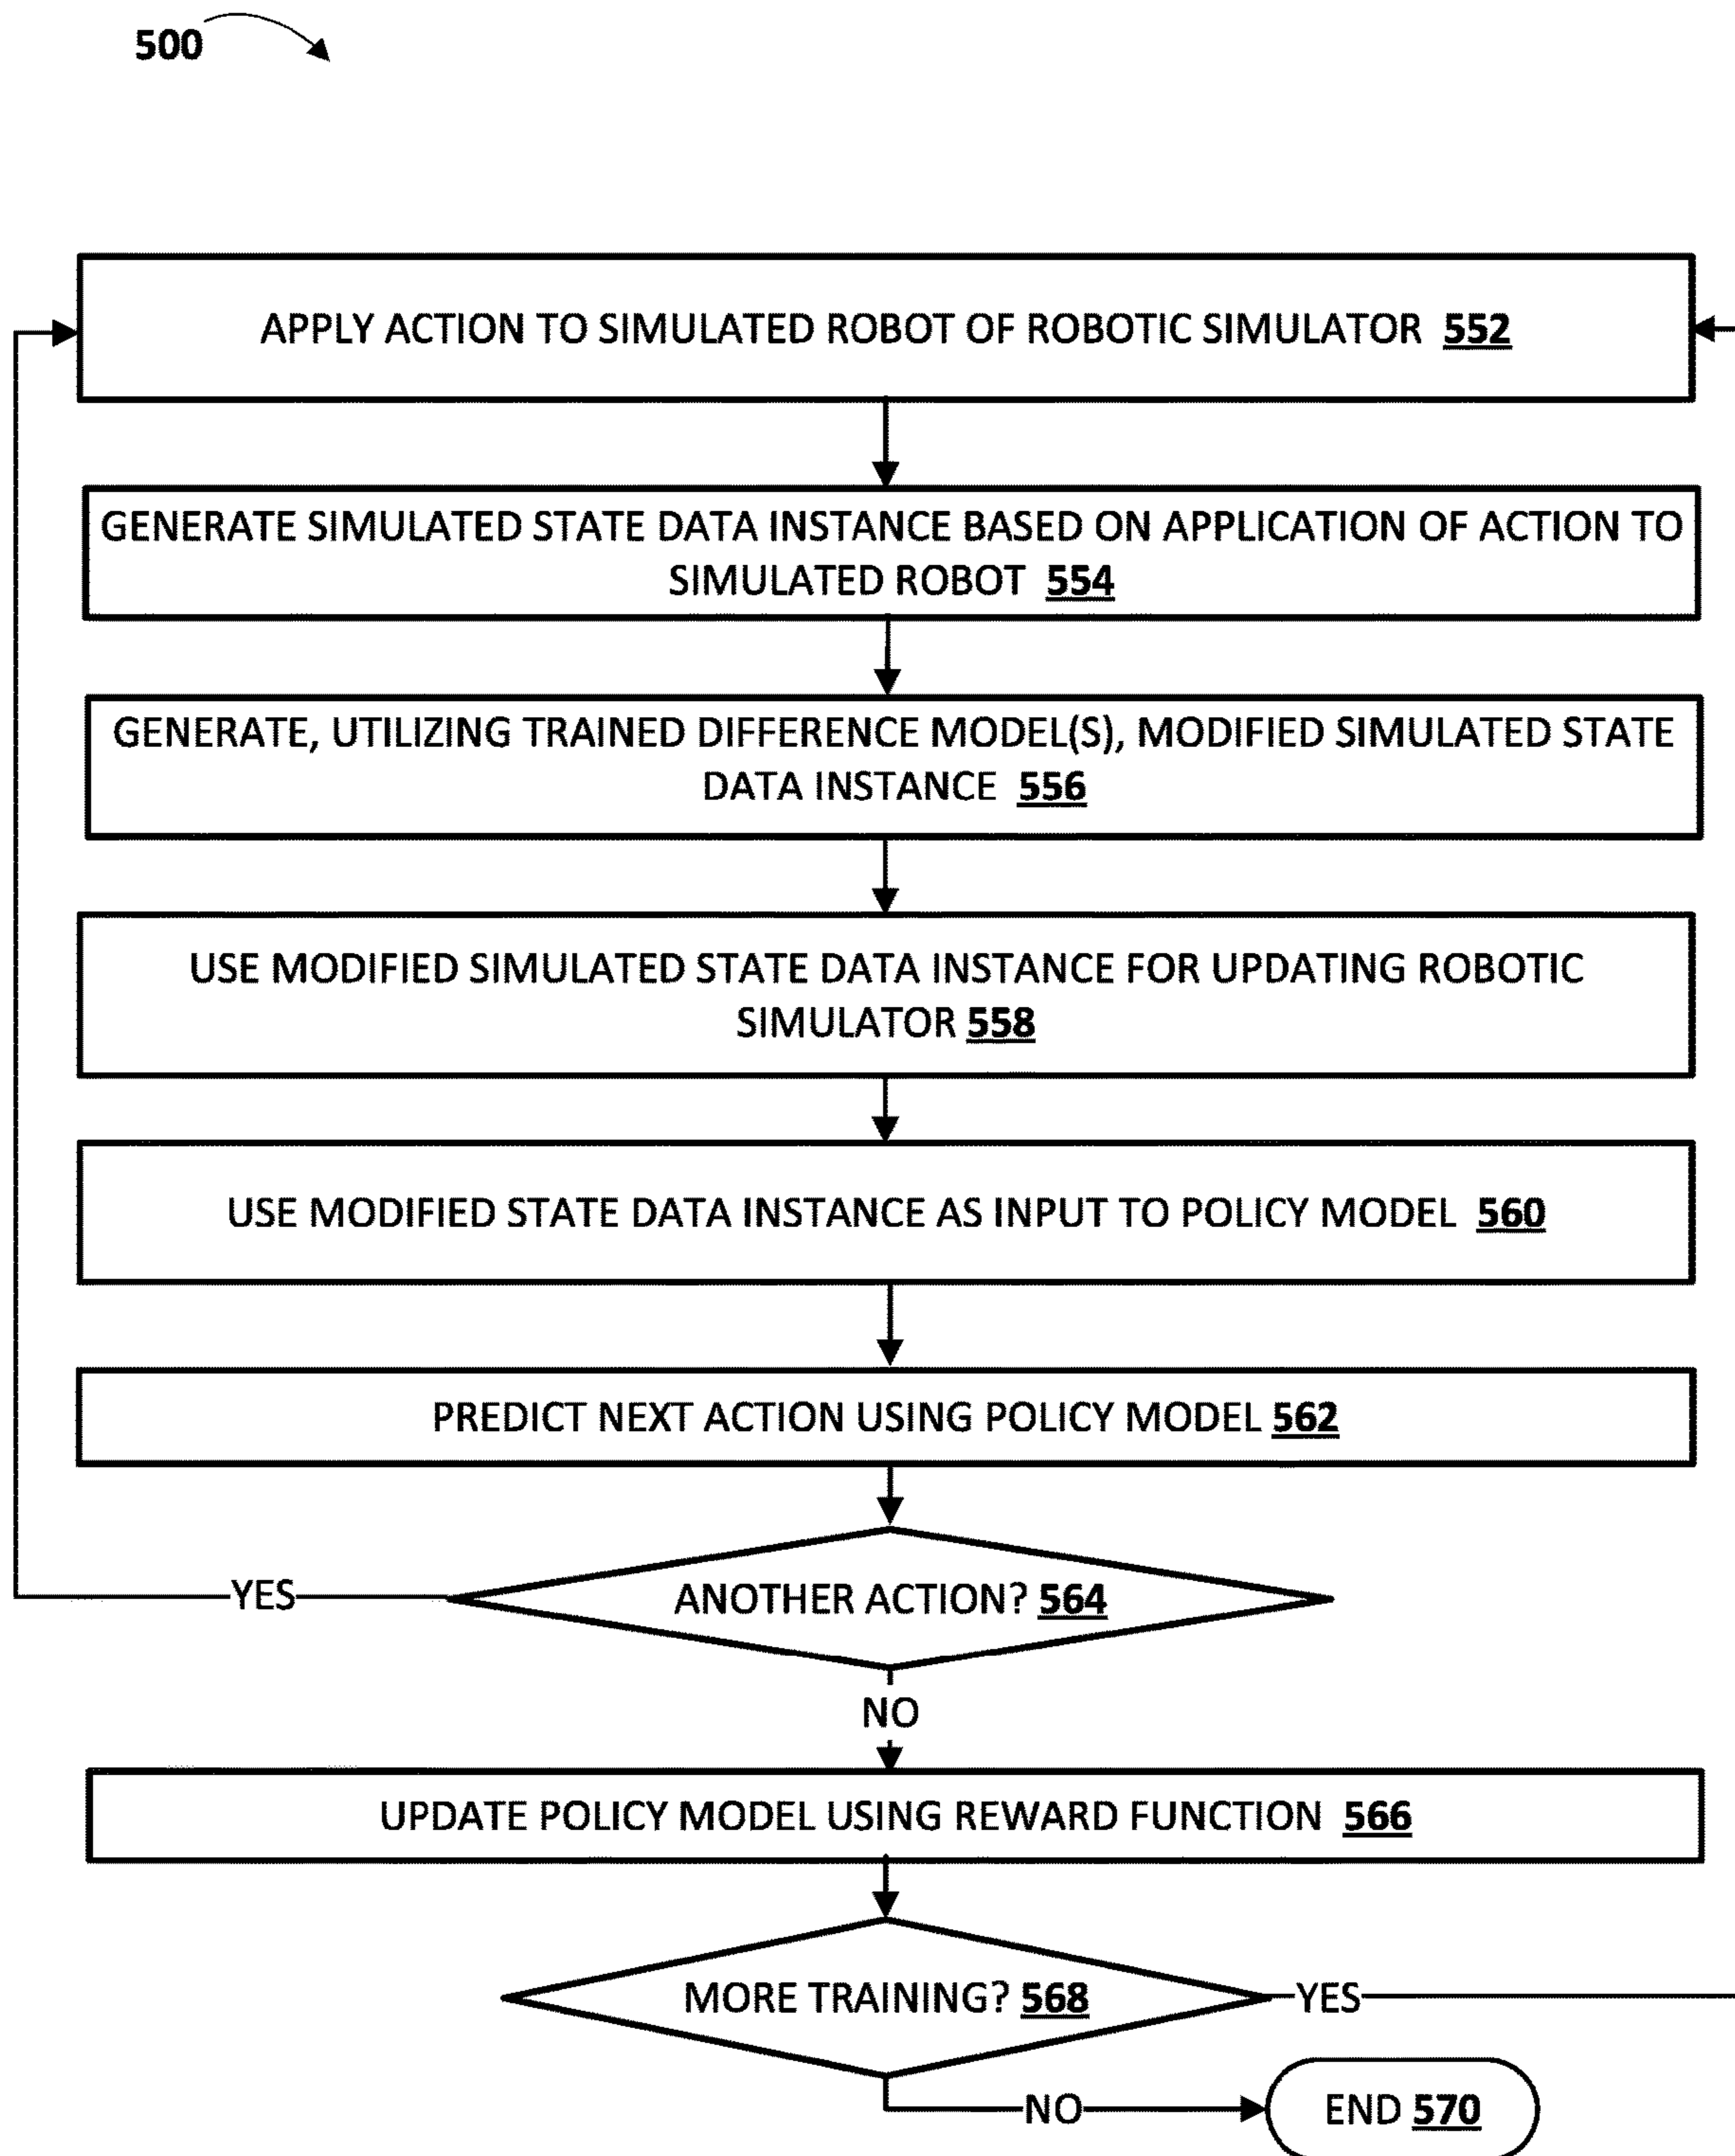 500
APPLY ACTION TO SIMULATED ROBOT OF ROBOTIC SIMULATOR 552
GENERATE SIMULATED STATE DATA INSTANCE BASED ON APPLICATION OF ACTION TO
SIMULATED ROBOT 554
GENERATE, UTILIZING TRAINED DIFFERENCE MODEL(S), MODIFIED SIMULATED STATE
DATA INSTANCE 556
USE MODIFIED SIMULATED STATE DATA INSTANCE FOR UPDATING ROBOTIC
SIMULATOR 558
USE MODIFIED STATE DATA INSTANCE AS INPUT TO POLICY MODEL 560
PREDICT NEXT ACTION USING POLICY MODEL 562
YES
ANOTHER ACTION? 564
NO
UPDATE POLICY MODEL USING REWARD FUNCTION 566
MORE TRAINING? 568
YES
NO
END 570